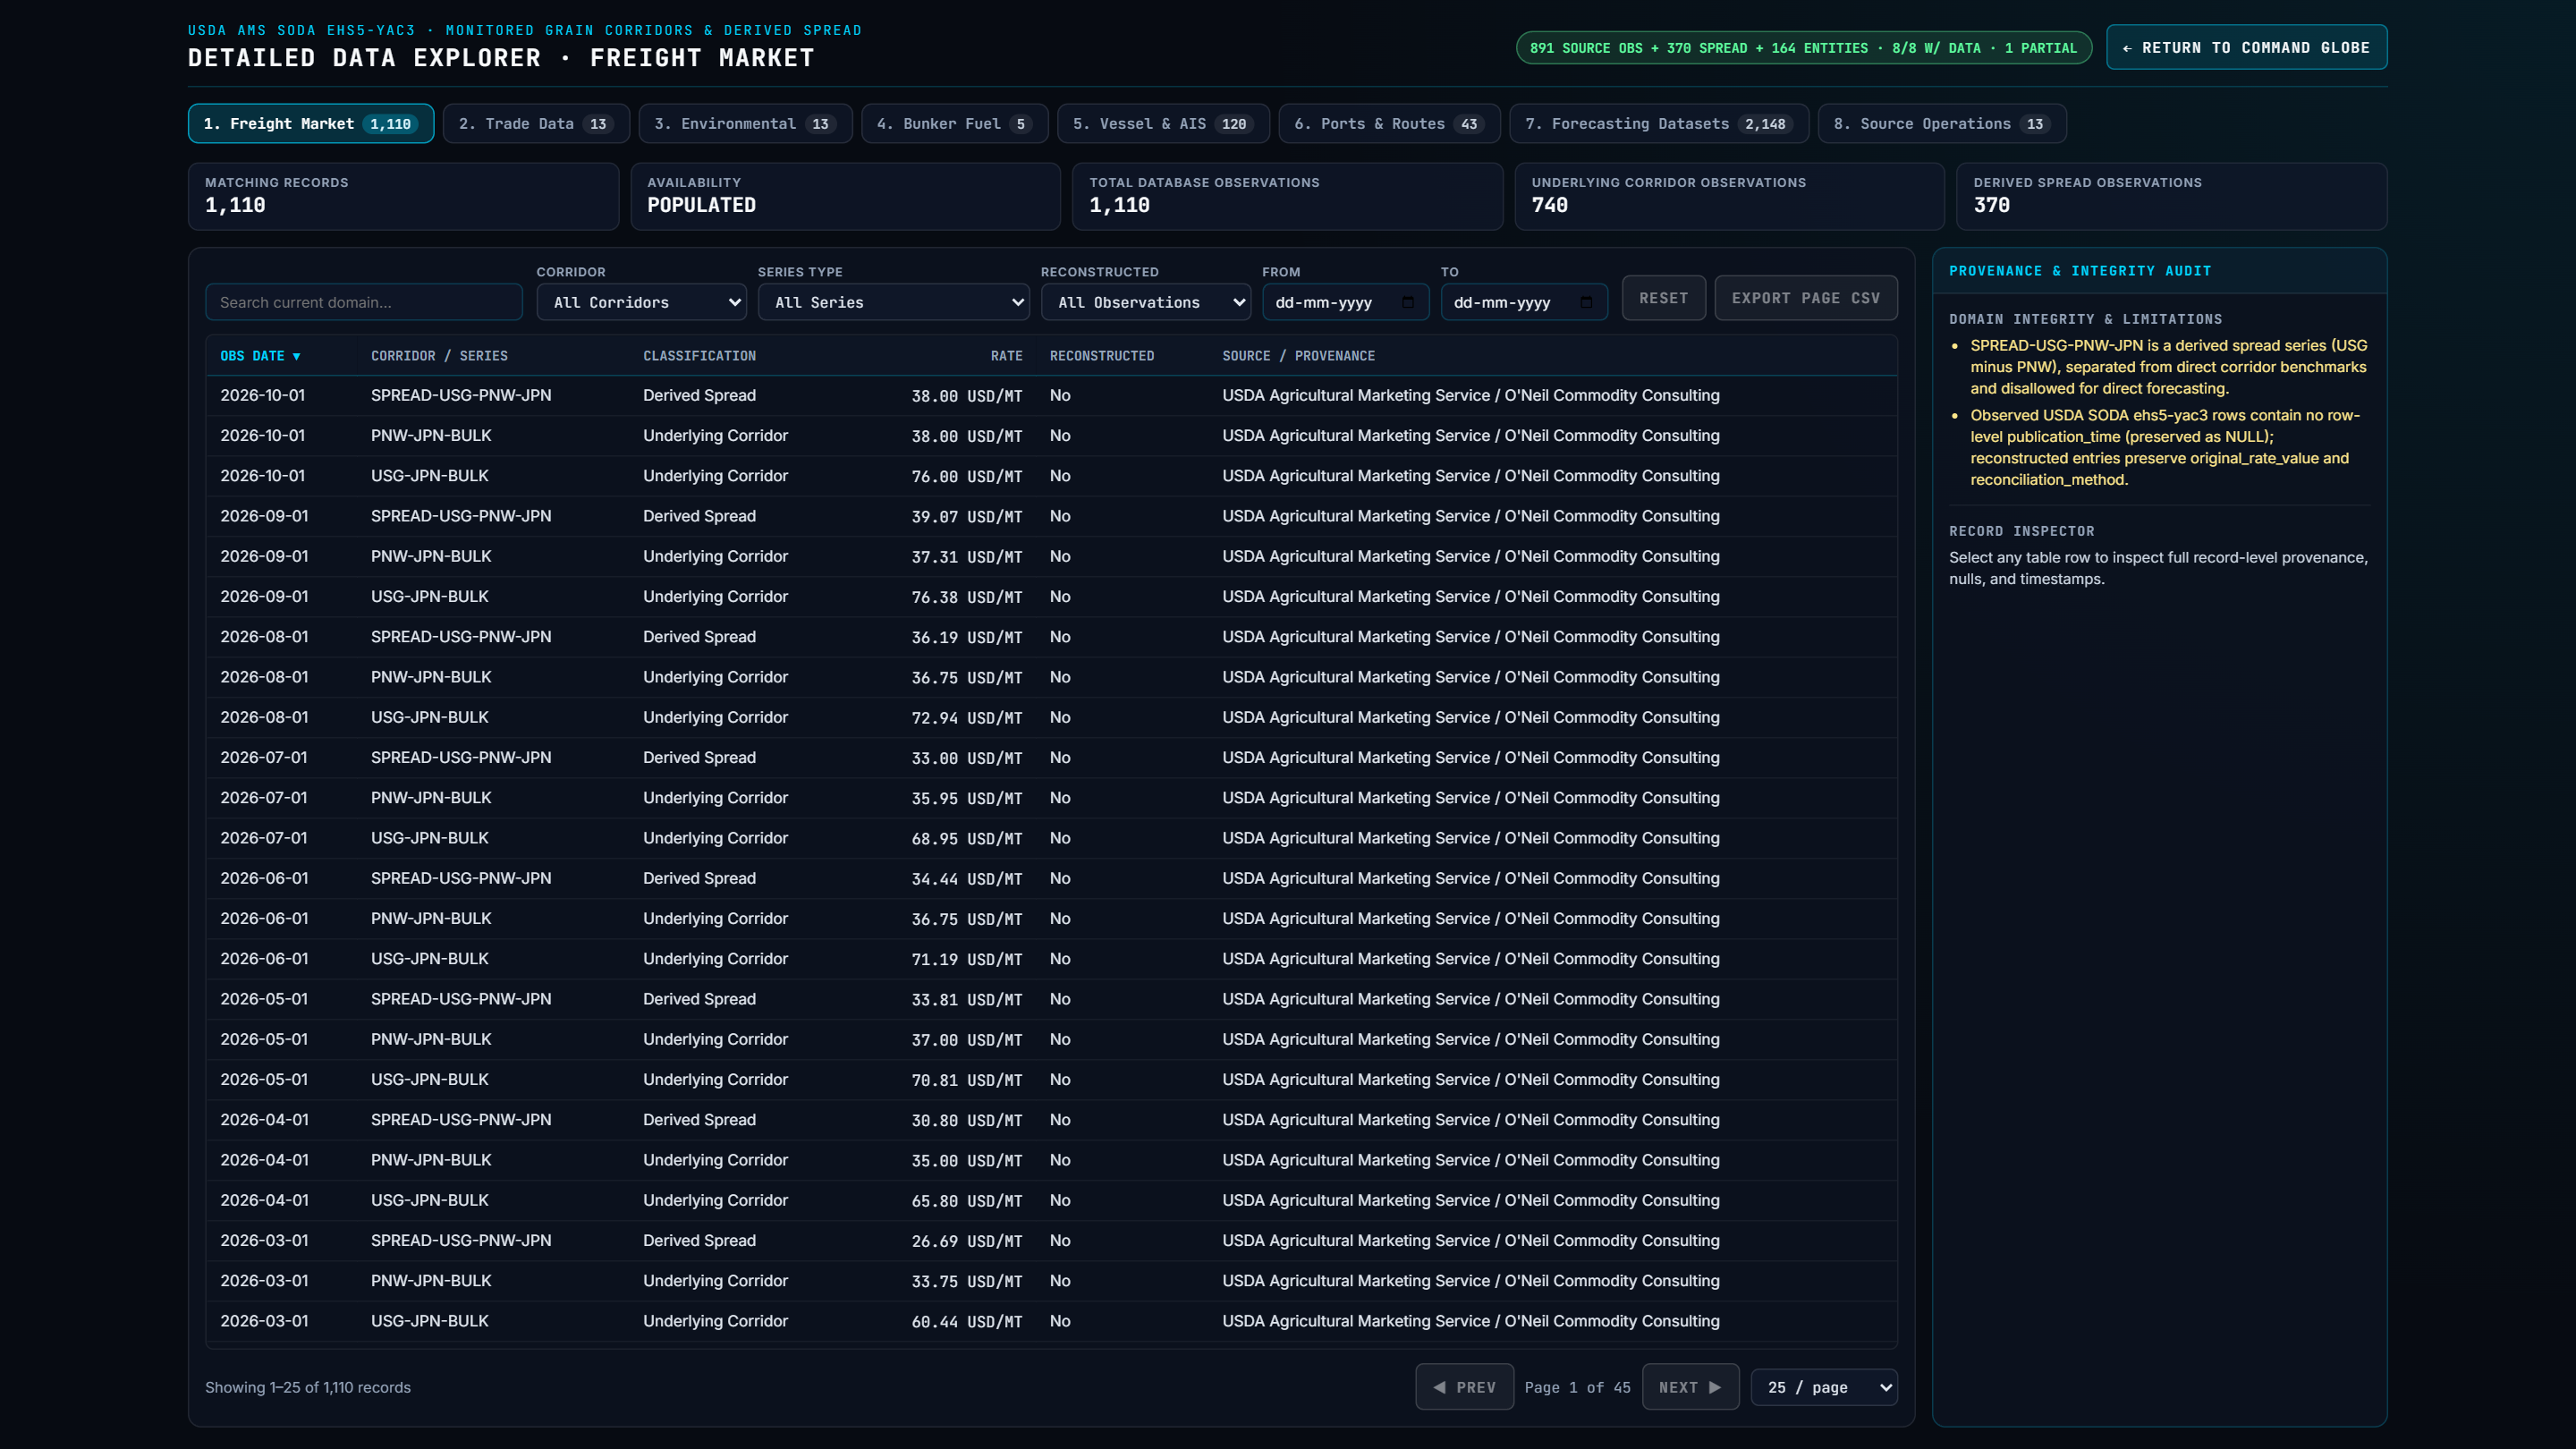 USDA AMS SODA EHS5-YAC3 · MONITORED GRAIN CORRIDORS & DERIVED SPREAD
DETAILED DATA EXPLORER · FREIGHT MARKET
891 SOURCE OBS + 370 SPREAD + 164 ENTITIES · 8/8 W/ DATA · 1 PARTIAL
← RETURN TO COMMAND GLOBE
1. Freight Market 1,110
2. Trade Data 13
3. Environmental 13
4. Bunker Fuel 5
5. Vessel & AIS 120
6. Ports & Routes 43
7. Forecasting Datasets 2,148
8. Source Operations 13
MATCHING RECORDS
1,110
AVAILABILITY
POPULATED
TOTAL DATABASE OBSERVATIONS
1,110
UNDERLYING CORRIDOR OBSERVATIONS
740
DERIVED SPREAD OBSERVATIONS
370
Search current domain...
CORRIDOR
All Corridors
SERIES TYPE
All Series
RECONSTRUCTED
All Observations
FROM
dd-mm-yyyy
TO
dd-mm-yyyy
RESET
EXPORT PAGE CSV
OBS DATE ▼ CORRIDOR / SERIES CLASSIFICATION RATE RECONSTRUCTED SOURCE / PROVENANCE
2026-10-01 SPREAD-USG-PNW-JPN Derived Spread 38.00 USD/MT No USDA Agricultural Marketing Service / O'Neil Commodity Consulting
2026-10-01 PNW-JPN-BULK Underlying Corridor 38.00 USD/MT No USDA Agricultural Marketing Service / O'Neil Commodity Consulting
2026-10-01 USG-JPN-BULK Underlying Corridor 76.00 USD/MT No USDA Agricultural Marketing Service / O'Neil Commodity Consulting
2026-09-01 SPREAD-USG-PNW-JPN Derived Spread 39.07 USD/MT No USDA Agricultural Marketing Service / O'Neil Commodity Consulting
2026-09-01 PNW-JPN-BULK Underlying Corridor 37.31 USD/MT No USDA Agricultural Marketing Service / O'Neil Commodity Consulting
2026-09-01 USG-JPN-BULK Underlying Corridor 76.38 USD/MT No USDA Agricultural Marketing Service / O'Neil Commodity Consulting
2026-08-01 SPREAD-USG-PNW-JPN Derived Spread 36.19 USD/MT No USDA Agricultural Marketing Service / O'Neil Commodity Consulting
2026-08-01 PNW-JPN-BULK Underlying Corridor 36.75 USD/MT No USDA Agricultural Marketing Service / O'Neil Commodity Consulting
2026-08-01 USG-JPN-BULK Underlying Corridor 72.94 USD/MT No USDA Agricultural Marketing Service / O'Neil Commodity Consulting
2026-07-01 SPREAD-USG-PNW-JPN Derived Spread 33.00 USD/MT No USDA Agricultural Marketing Service / O'Neil Commodity Consulting
2026-07-01 PNW-JPN-BULK Underlying Corridor 35.95 USD/MT No USDA Agricultural Marketing Service / O'Neil Commodity Consulting
2026-07-01 USG-JPN-BULK Underlying Corridor 68.95 USD/MT No USDA Agricultural Marketing Service / O'Neil Commodity Consulting
2026-06-01 SPREAD-USG-PNW-JPN Derived Spread 34.44 USD/MT No USDA Agricultural Marketing Service / O'Neil Commodity Consulting
2026-06-01 PNW-JPN-BULK Underlying Corridor 36.75 USD/MT No USDA Agricultural Marketing Service / O'Neil Commodity Consulting
2026-06-01 USG-JPN-BULK Underlying Corridor 71.19 USD/MT No USDA Agricultural Marketing Service / O'Neil Commodity Consulting
2026-05-01 SPREAD-USG-PNW-JPN Derived Spread 33.81 USD/MT No USDA Agricultural Marketing Service / O'Neil Commodity Consulting
2026-05-01 PNW-JPN-BULK Underlying Corridor 37.00 USD/MT No USDA Agricultural Marketing Service / O'Neil Commodity Consulting
2026-05-01 USG-JPN-BULK Underlying Corridor 70.81 USD/MT No USDA Agricultural Marketing Service / O'Neil Commodity Consulting
2026-04-01 SPREAD-USG-PNW-JPN Derived Spread 30.80 USD/MT No USDA Agricultural Marketing Service / O'Neil Commodity Consulting
2026-04-01 PNW-JPN-BULK Underlying Corridor 35.00 USD/MT No USDA Agricultural Marketing Service / O'Neil Commodity Consulting
2026-04-01 USG-JPN-BULK Underlying Corridor 65.80 USD/MT No USDA Agricultural Marketing Service / O'Neil Commodity Consulting
2026-03-01 SPREAD-USG-PNW-JPN Derived Spread 26.69 USD/MT No USDA Agricultural Marketing Service / O'Neil Commodity Consulting
2026-03-01 PNW-JPN-BULK Underlying Corridor 33.75 USD/MT No USDA Agricultural Marketing Service / O'Neil Commodity Consulting
2026-03-01 USG-JPN-BULK Underlying Corridor 60.44 USD/MT No USDA Agricultural Marketing Service / O'Neil Commodity Consulting
Showing 1–25 of 1,110 records
◀ PREV
Page 1 of 45
NEXT ▶
25 / page
PROVENANCE & INTEGRITY AUDIT
DOMAIN INTEGRITY & LIMITATIONS
• SPREAD-USG-PNW-JPN is a derived spread series (USG
minus PNW), separated from direct corridor benchmarks
and disallowed for direct forecasting.
• Observed USDA SODA ehs5-yac3 rows contain no row-
level publication_time (preserved as NULL);
reconstructed entries preserve original_rate_value and
reconciliation_method.
RECORD INSPECTOR
Select any table row to inspect full record-level provenance,
nulls, and timestamps.